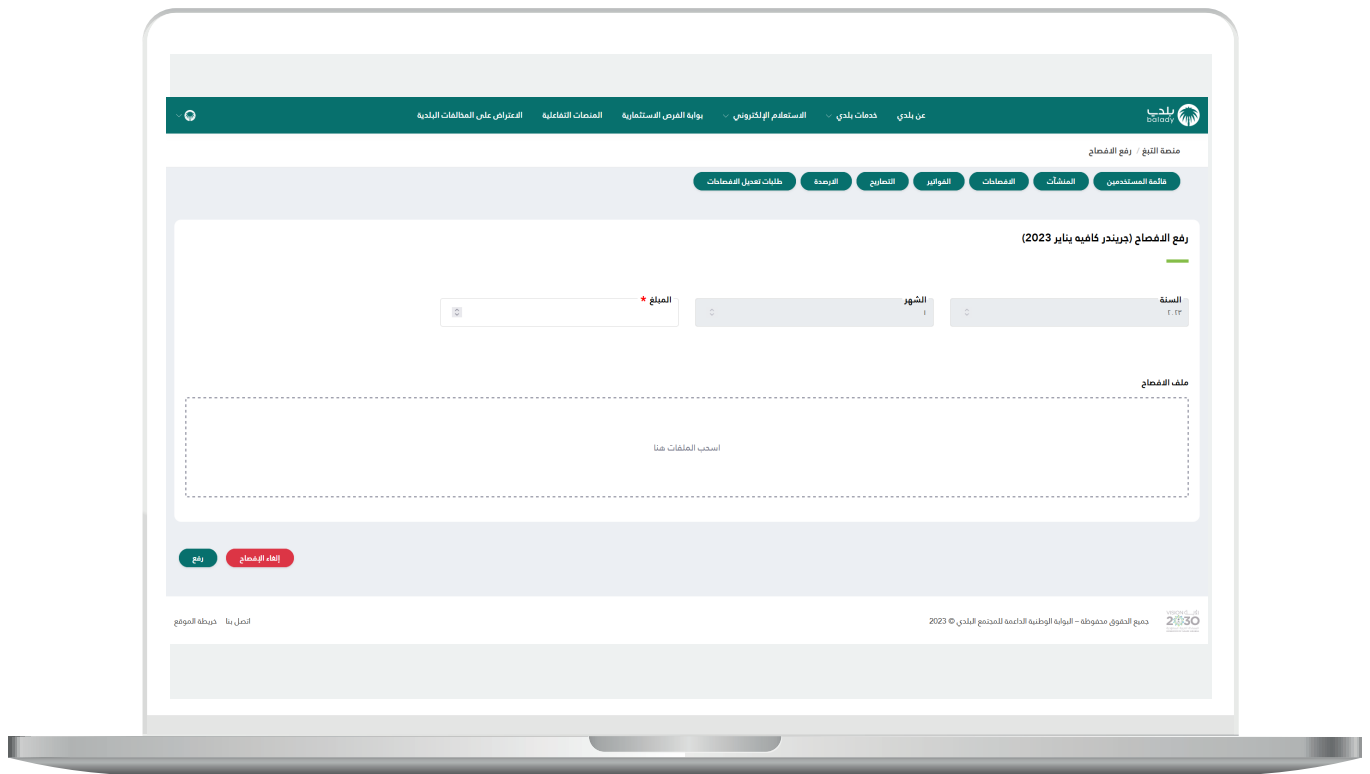 بلدي
balady
عن بلدي خدمات بلدي الاستعلام الإلكتروني بوابة الفرص الاستثمارية المنصات التفاعلية الاعتراض على المخالفات البلدية
منصة التبغ / رفع الافصاح
قائمة المستخدمين المنشآت الافصاحات الفواتير التصاريح الارصدة طلبات تعديل الافصاحات
رفع الافصاح (جريندر كافيه يناير 2023)
السنة الشهر المبلغ *
٢٠٢٣ ١
ملف الافصاح
اسحب الملفات هنا
إلغاء الإفصاح رفع
2030
جميع الحقوق محفوظة – البوابة الوطنية الداعمة للمجتمع البلدي © 2023
اتصل بنا خريطة الموقع